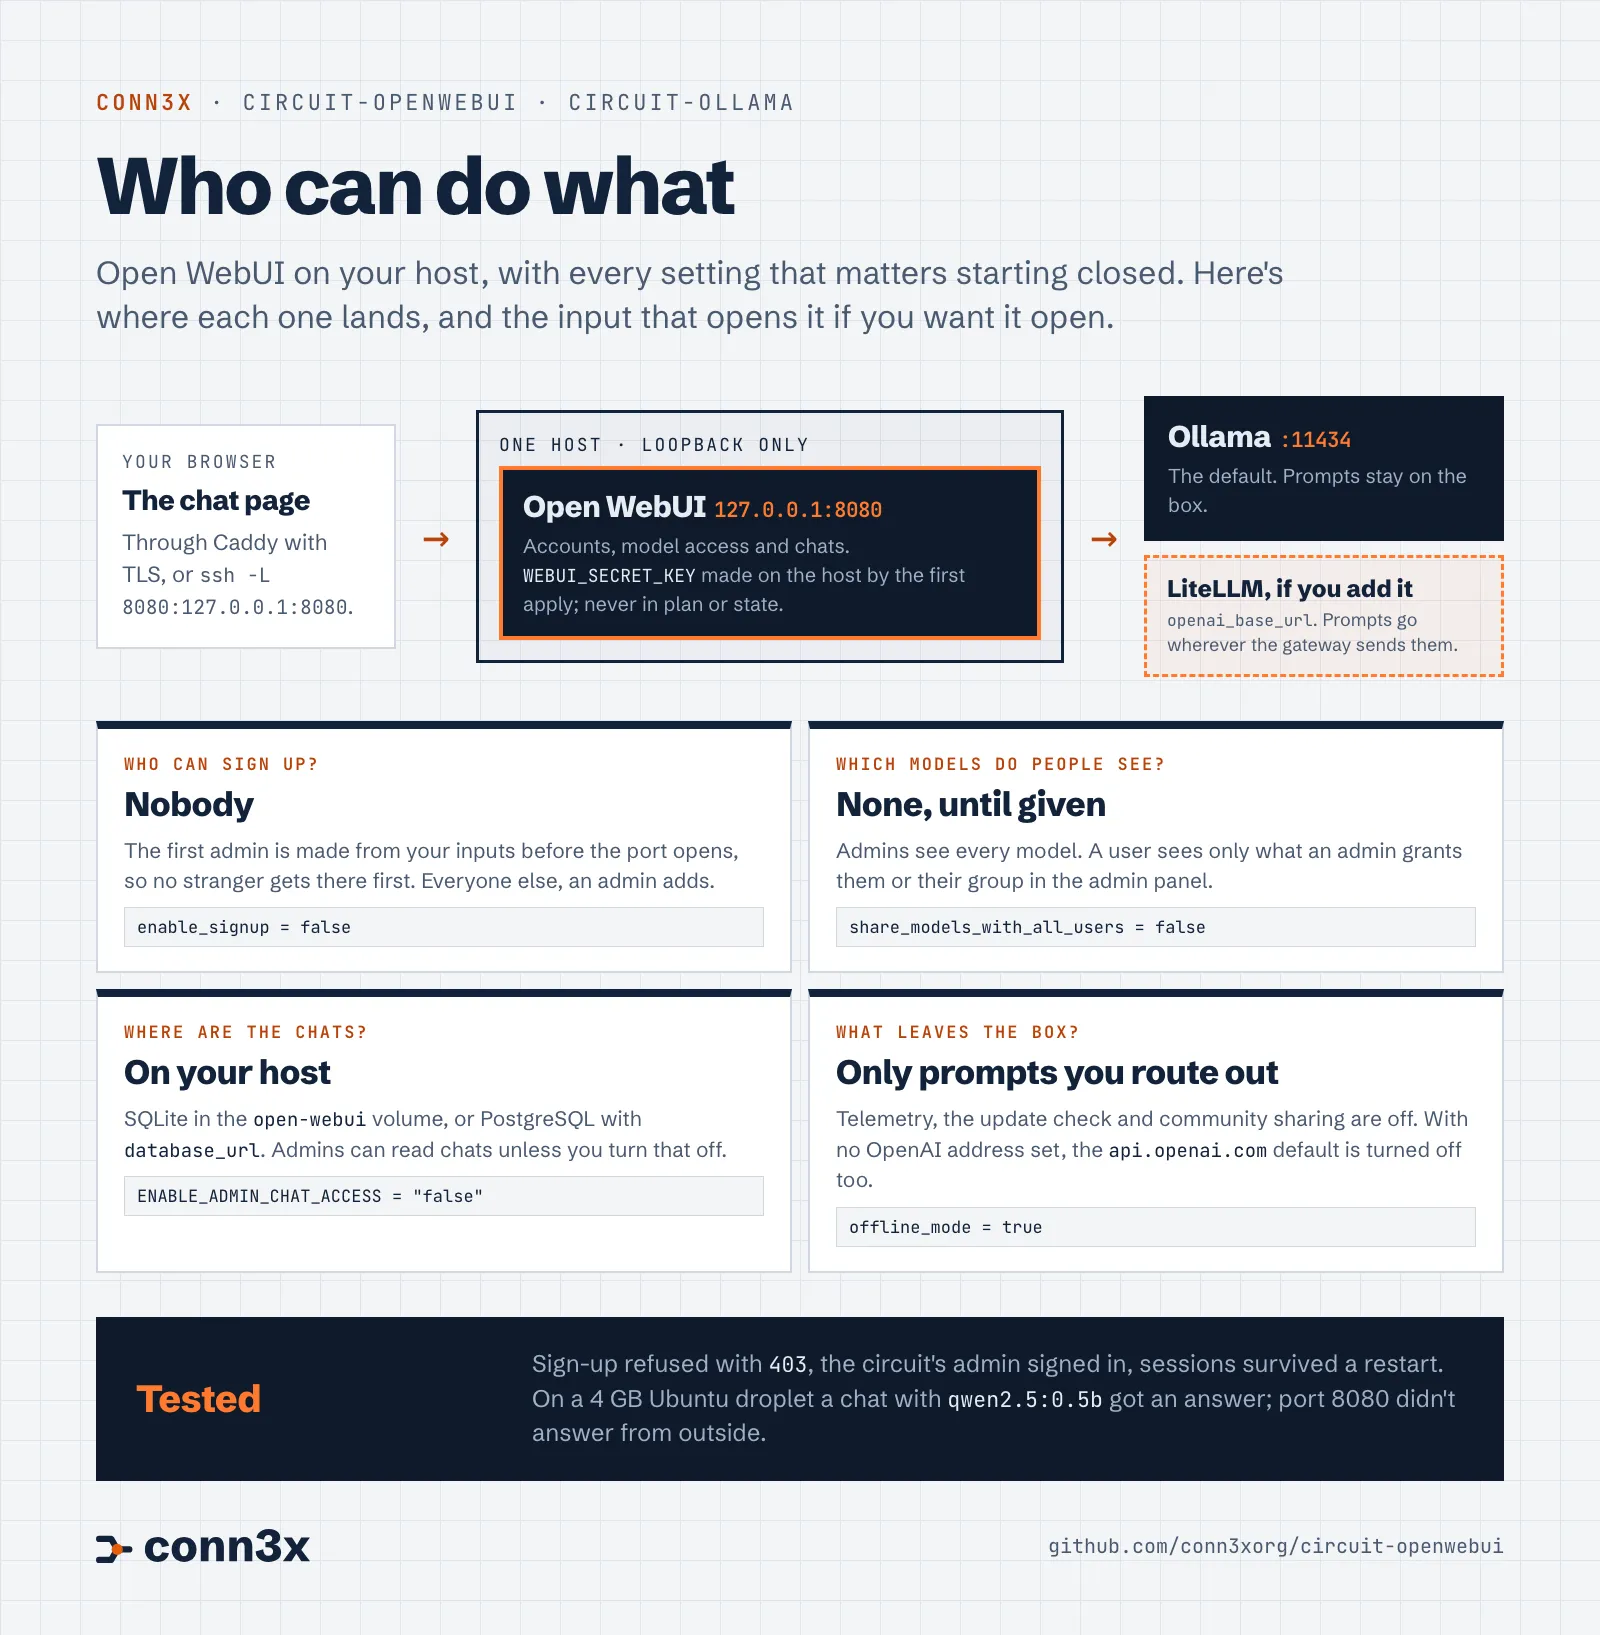 CONN3X · CIRCUIT-OPENWEBUI · CIRCUIT-OLLAMA
Who can do what
Open WebUI on your host, with every setting that matters starting closed. Here's
where each one lands, and the input that opens it if you want it open.
YOUR BROWSER
The chat page
Through Caddy with
TLS, or ssh -L
8080:127.0.0.1:8080.
→
ONE HOST · LOOPBACK ONLY
Open WebUI 127.0.0.1:8080
Accounts, model access and chats.
WEBUI_SECRET_KEY made on the host by the first
apply; never in plan or state.
→
Ollama :11434
The default. Prompts stay on the
box.
LiteLLM, if you add it
openai_base_url. Prompts go
wherever the gateway sends them.
WHO CAN SIGN UP?
Nobody
The first admin is made from your inputs before the port opens,
so no stranger gets there first. Everyone else, an admin adds.
enable_signup = false
WHICH MODELS DO PEOPLE SEE?
None, until given
Admins see every model. A user sees only what an admin grants
them or their group in the admin panel.
share_models_with_all_users = false
WHERE ARE THE CHATS?
On your host
SQLite in the open-webui volume, or PostgreSQL with
database_url. Admins can read chats unless you turn that off.
ENABLE_ADMIN_CHAT_ACCESS = "false"
WHAT LEAVES THE BOX?
Only prompts you route out
Telemetry, the update check and community sharing are off. With
no OpenAI address set, the api.openai.com default is turned off
too.
offline_mode = true
Tested
Sign-up refused with 403, the circuit's admin signed in, sessions survived a restart.
On a 4 GB Ubuntu droplet a chat with qwen2.5:0.5b got an answer; port 8080 didn't
answer from outside.
conn3x
github.com/conn3xorg/circuit-openwebui